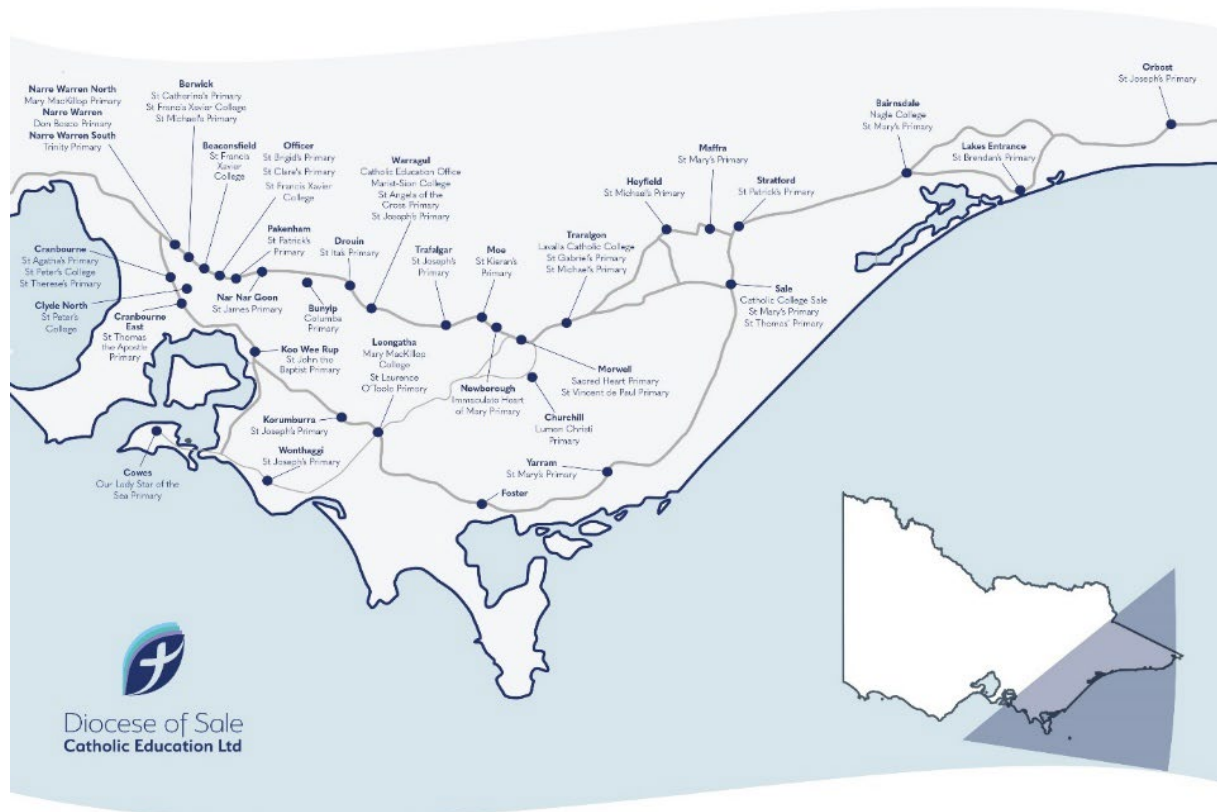 Narre Warren North
Mary MacKillop Primary
Narre Warren
Don Bosco Primary
Narre Warren South
Trinity Primary
Berwick
St Catherine's Primary
St Francis Xavier College
St Michael's Primary
Beaconsfield
St Francis
Xavier
College
Officer
St Brigid's Primary
St Clare's Primary
St Francis Xavier
College
Pakenham
St Patrick's
Primary
Nar Nar Goon
St James Primary
Cranbourne
St Agatha's Primary
St Peter's College
St Therese's Primary
Clyde North
St Peter's
College
Cranbourne
East
St Thomas
the Apostle
Primary
Bunyip
Columba
Primary
Drouin
St Ita's Primary
Warragul
Catholic Education Office
Marist-Sion College
St Angela of the
Cross Primary
St Joseph's Primary
Trafalgar
St Joseph's
Primary
Moe
St Kieran's
Primary
Newborough
Immaculate Heart
of Mary Primary
Morwell
Sacred Heart Primary
St Vincent de Paul Primary
Churchill
Lumen Christi
Primary
Traralgon
Lavalla Catholic College
St Gabriel's Primary
St Michael's Primary
Heyfield
St Michael's Primary
Maffra
St Mary's Primary
Stratford
St Patrick's Primary
Sale
Catholic College Sale
St Mary's Primary
St Thomas' Primary
Bairnsdale
Nagle College
St Mary's Primary
Lakes Entrance
St Brendan's Primary
Orbost
St Joseph's Primary
Koo Wee Rup
St John the
Baptist Primary
Leongatha
Mary MacKillop
College
St Laurence
O'Toole Primary
Korumburra
St Joseph's Primary
Wonthaggi
St Joseph's Primary
Cowes
Our Lady Star of the
Sea Primary
Foster
Yarram
St Mary's Primary
Diocese of Sale
Catholic Education Ltd